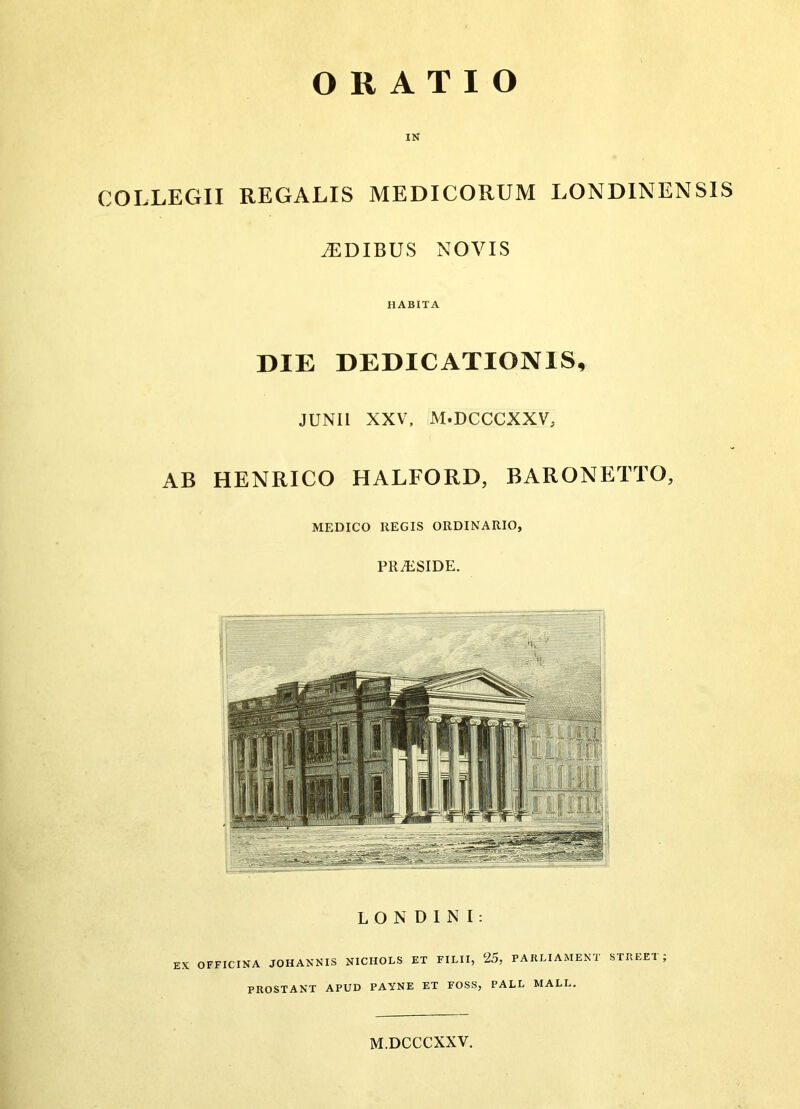 ORATIO
IN
COLLEGII REGALIS MEDICORUM LONDINENSIS
ÆDIBUS NOVIS
HABITA
DIE DEDICATIONIS,
JUNII XXV, M.DCCCXXV,
AB HENRICO HALFORD, BARONETTO,
MEDICO REGIS ORDINARIO,
PRÆSIDE.
LONDINI:
EX OFFICINA JOHANNIS NICHOLS ET FILII, 25, PARLIAMENT STREET;
PROSTANT APUD PAYNE ET FOSS, PALL MALL.
M.DCCCXXV.